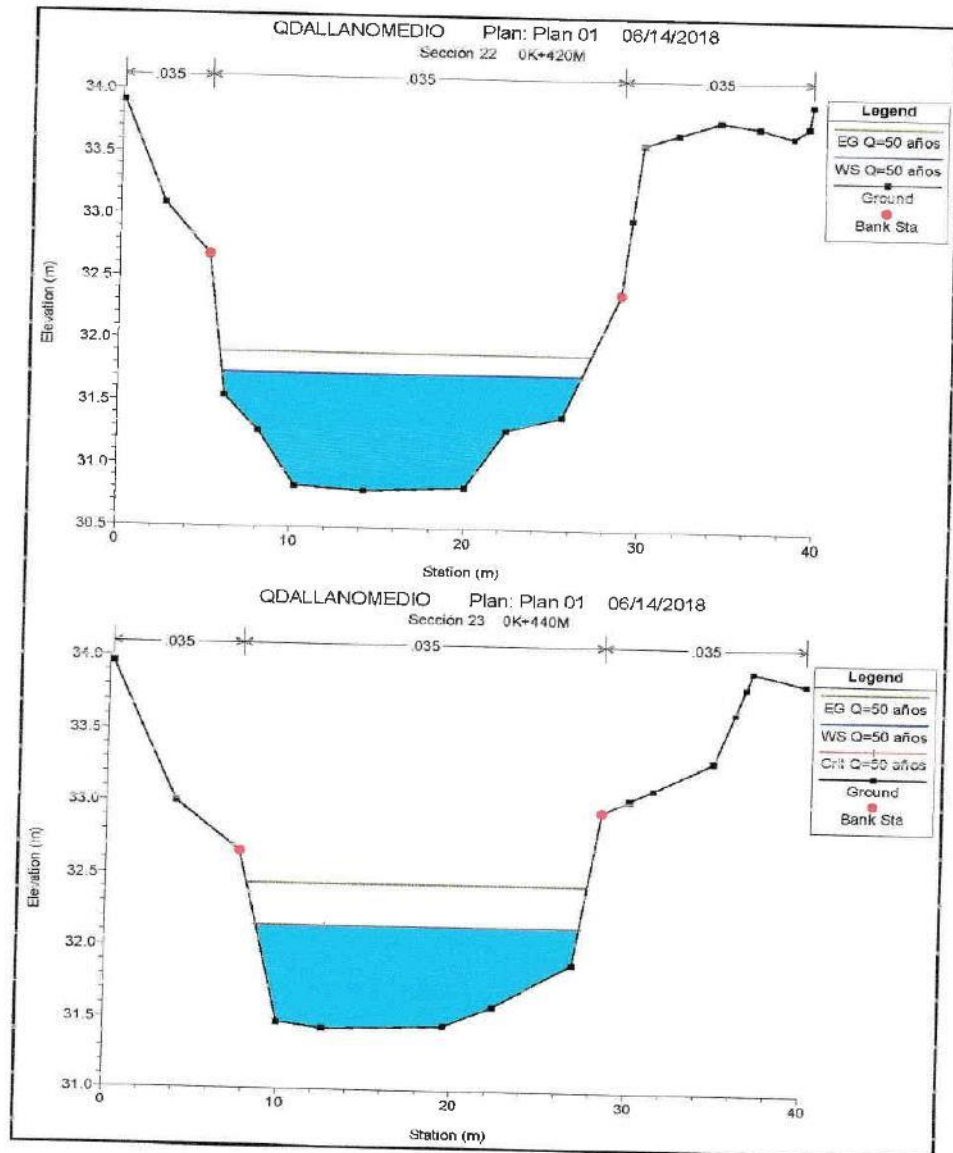 QDALLANOMEDIO Plan: Plan 01 06/14/2018
Sección 22 0K+420M
.035 .035 .035
34.0
33.5
33.0
32.5
32.0
31.5
31.0
30.5
Elevation (m)
0 10 20 30 40
Station (m)
Legend
EG Q=50 años
WS Q=50 años
Ground
Bank Sta
QDALLANOMEDIO Plan: Plan 01 06/14/2018
Sección 23 0K+440M
.035 .035 .035
34.0
33.5
33.0
32.5
32.0
31.5
31.0
Elevation (m)
0 10 20 30 40
Station (m)
Legend
EG Q=50 años
WS Q=50 años
Crit Q=50 años
Ground
Bank Sta